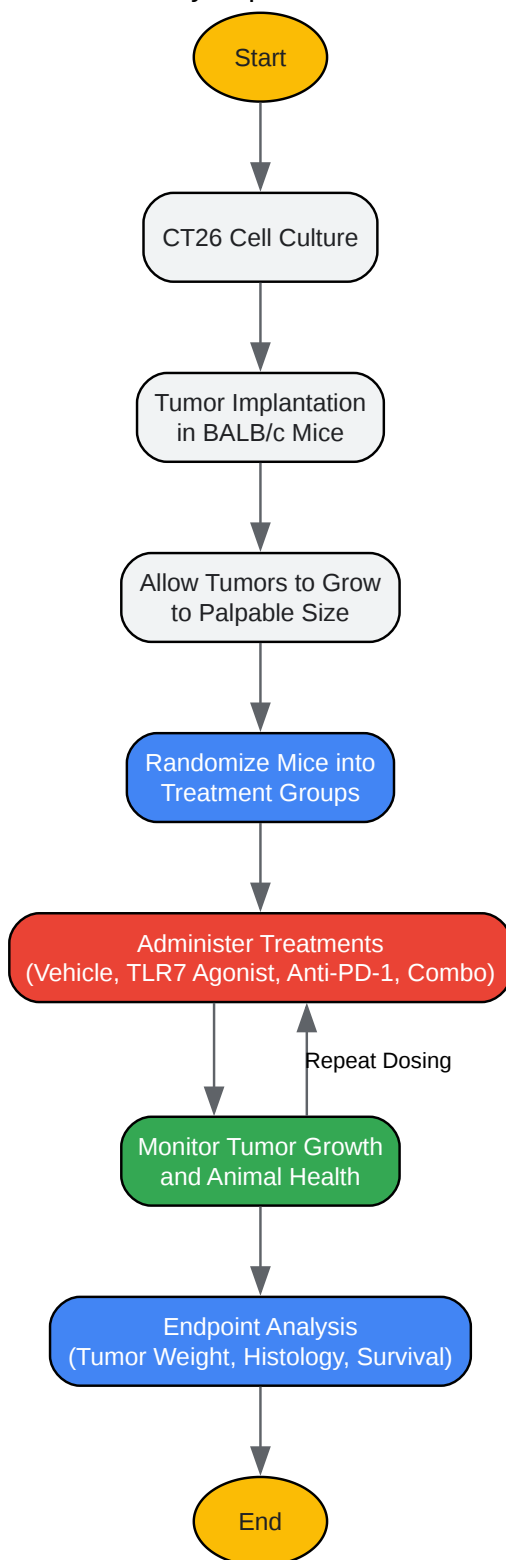 Start
CT26 Cell Culture
Tumor Implantation
in BALB/c Mice
Allow Tumors to Grow
to Palpable Size
Randomize Mice into
Treatment Groups
Administer Treatments
(Vehicle, TLR7 Agonist, Anti-PD-1, Combo)
Repeat Dosing
Monitor Tumor Growth
and Animal Health
Endpoint Analysis
(Tumor Weight, Histology, Survival)
End